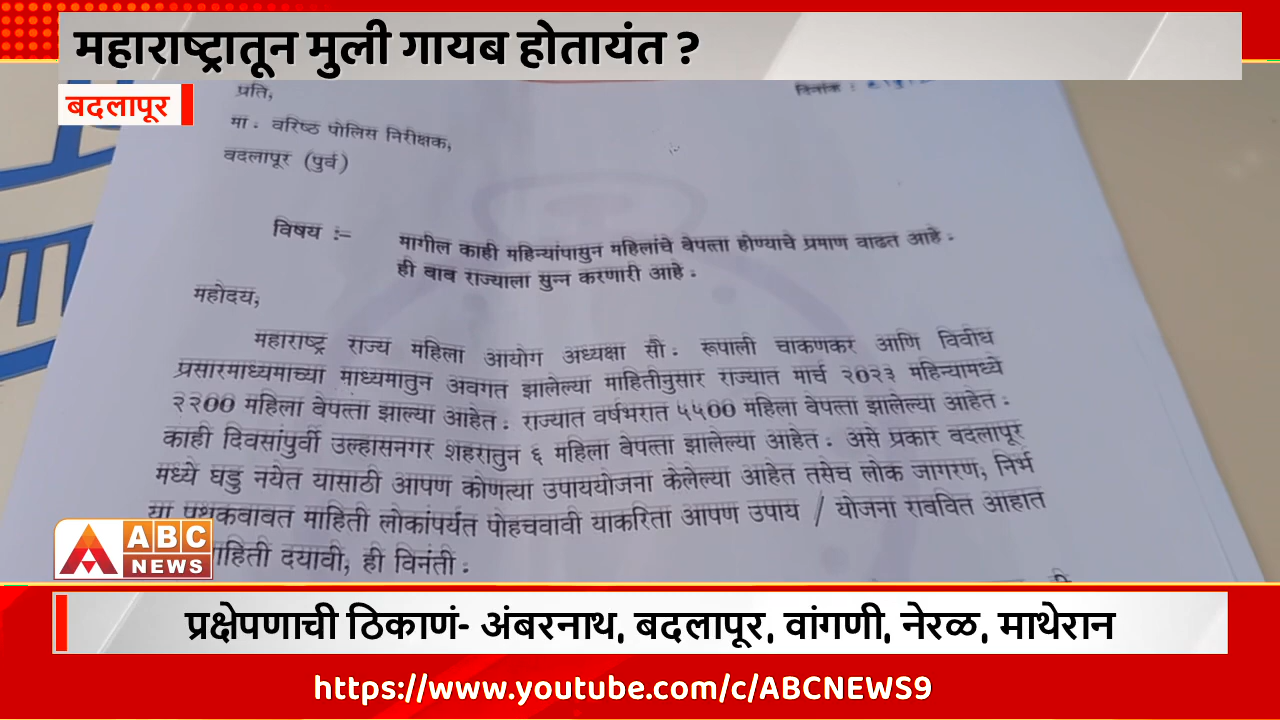 महाराष्ट्रातून मुली गायब होतायंत ?
बदलापूर
प्रति,
दिनांक :
मा. वरिष्ठ पोलिस निरीक्षक,
बदलापूर (पुर्व)
विषय :- मागील काही महिन्यांपासुन महिलांचे बेपत्ता होण्याचे प्रमाण वाढत आहे.
ही बाब राज्याला सुन्न करणारी आहे.
महोदय,
महाराष्ट्र राज्य महिला आयोग अध्यक्षा सौ. रूपाली चाकणकर आणि विवीध
प्रसारमाध्यमाच्या माध्यमातुन अवगत झालेल्या माहितीनुसार राज्यात मार्च २०२३ महिन्यामध्ये
२२00 महिला बेपत्ता झाल्या आहेत. राज्यात वर्षभरात ५५00 महिला बेपत्ता झालेल्या आहेत.
काही दिवसांपुर्वी उल्हासनगर शहरातुन ६ महिला बेपत्ता झालेल्या आहेत. असे प्रकार बदलापूर
मध्ये घडु नयेत यासाठी आपण कोणत्या उपाययोजना केलेल्या आहेत तसेच लोक जागरण, निर्भ
या पथकबाबत माहिती लोकांपर्यंत पोहचवावी याकरिता आपण उपाय / योजना राबवित आहात
माहिती दयावी, ही विनंती.
ABC
NEWS
प्रक्षेपणाची ठिकाणं- अंबरनाथ, बदलापूर, वांगणी, नेरळ, माथेरान
https://www.youtube.com/c/ABCNEWS9